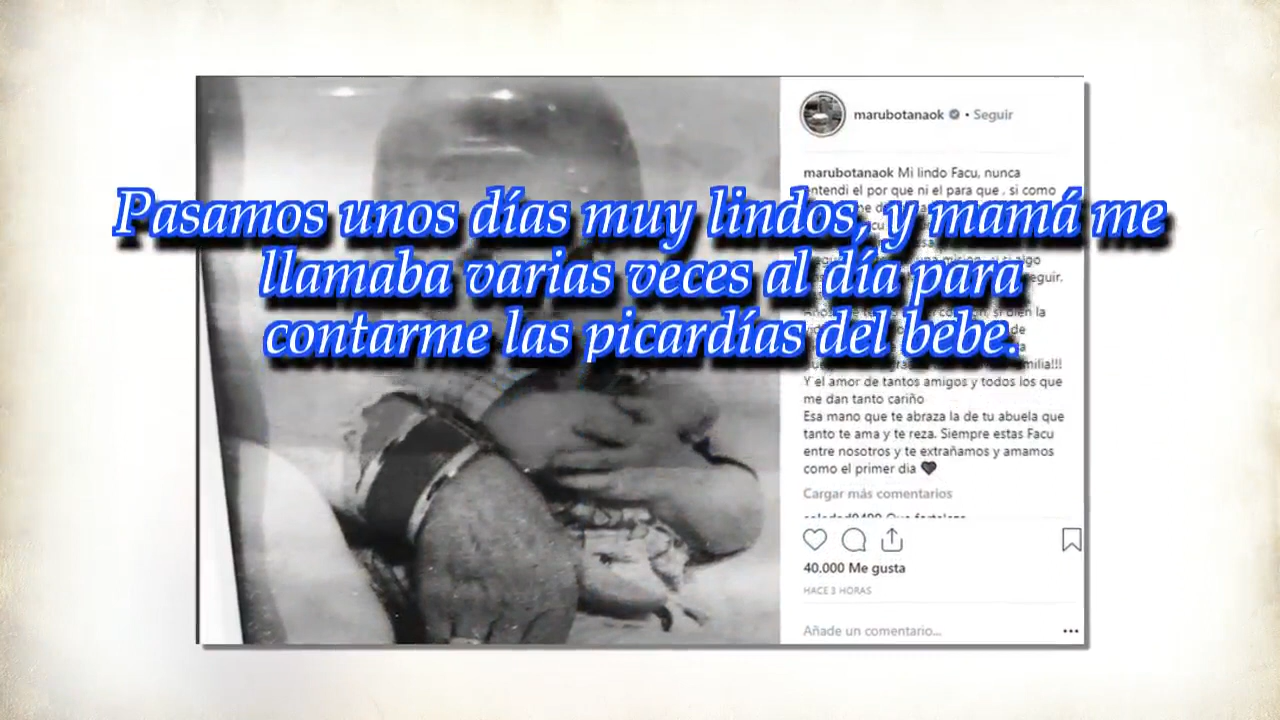 Pasamos unos días muy lindos, y mamá me
llamaba varias veces al día para
contarme las picardías del bebe.
marubotanaok • Seguir
marubotanaok Mi lindo Facu, nunca
entendi el por que ni el para que , si como
seguir.
de
familia!!!
Y el amor de tantos amigos y todos los que
me dan tanto cariño
Esa mano que te abraza la de tu abuela que
tanto te ama y te reza. Siempre estas Facu
entre nosotros y te extrañamos y amamos
como el primer dia 🖤
Cargar más comentarios
40.000 Me gusta
HACE 3 HORAS
Añade un comentario...